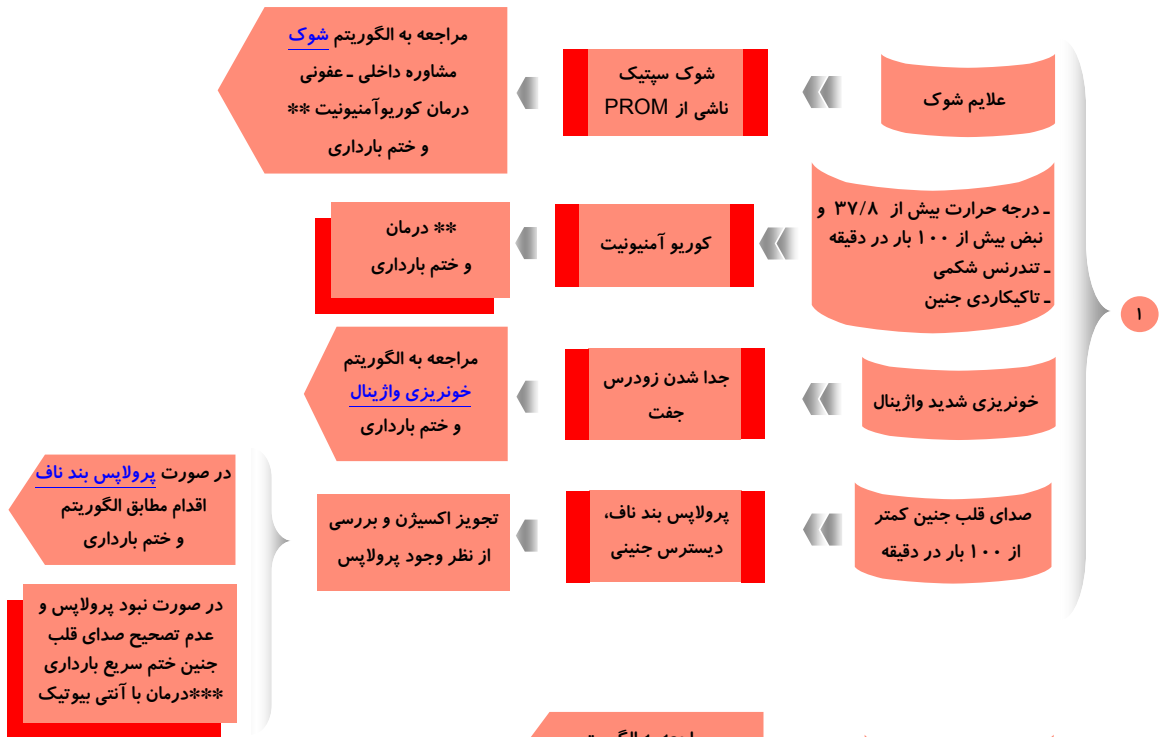 ۱
علایم شوک
شوک سپتیک
ناشی از PROM
مراجعه به الگوریتم شوک
مشاوره داخلی ـ عفونی
درمان کوریوآمنیونیت **
و ختم بارداری
ـ درجه حرارت بیش از ۳۷/۸ و
نبض بیش از ۱۰۰ بار در دقیقه
ـ تندرنس شکمی
ـ تاکیکاردی جنین
کوریو آمنیونیت
** درمان
و ختم بارداری
خونریزی شدید واژینال
جدا شدن زودرس
جفت
مراجعه به الگوریتم
خونریزی واژینال
و ختم بارداری
صدای قلب جنین کمتر
از ۱۰۰ بار در دقیقه
پرولاپس بند ناف،
دیسترس جنینی
تجویز اکسیژن و بررسی
از نظر وجود پرولاپس
در صورت پرولاپس بند ناف
اقدام مطابق الگوریتم
و ختم بارداری
در صورت نبود پرولاپس و
عدم تصحیح صدای قلب
جنین ختم سریع بارداری
***درمان با آنتی بیوتیک